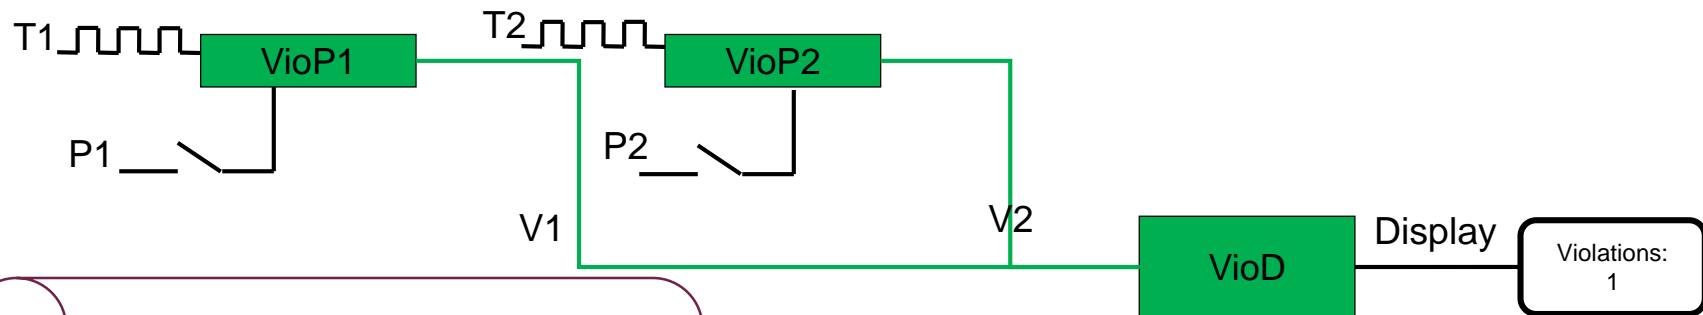 T1
VioP1
T2
VioP2
P1
P2
V1
V2
VioD
Display
Violations:
1